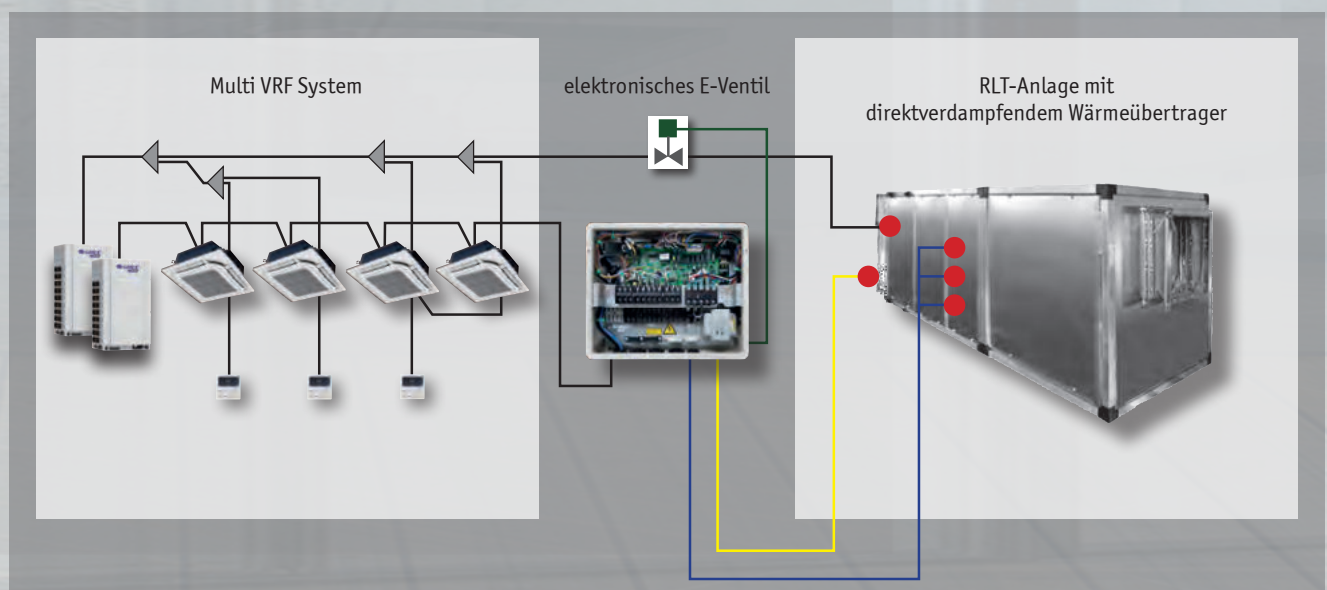 Multi VRF System
elektronisches E-Ventil
RLT-Anlage mit
direktverdampfendem Wärmeübertrager